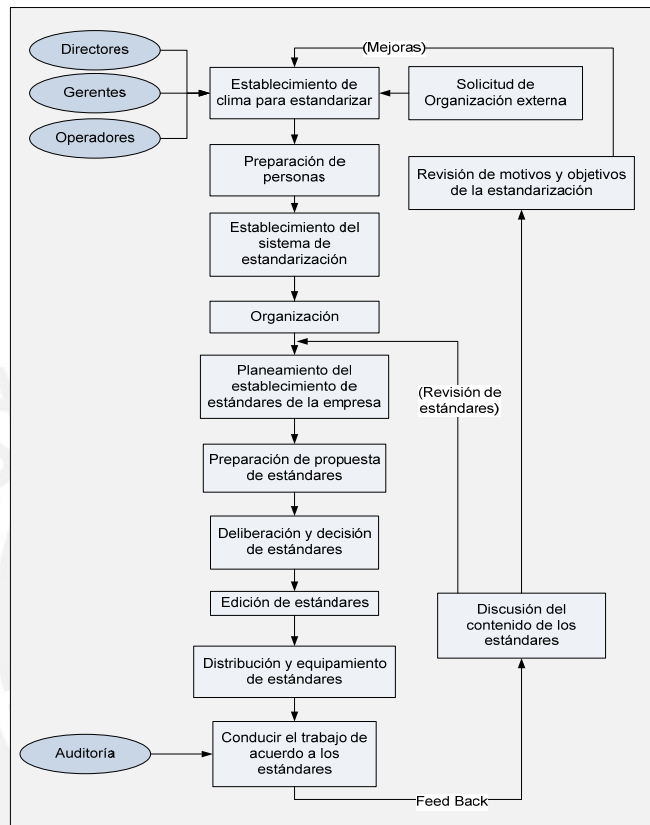 Directores
Gerentes
Operadores
(Mejoras)
Establecimiento de
clima para estandarizar
Solicitud de
Organización externa
Preparación de
personas
Revisión de motivos y objetivos
de la estandarización
Establecimiento del
sistema de
estandarización
Organización
Planeamiento del
establecimiento de
estándares de la empresa
(Revisión de
estándares)
Preparación de propuesta
de estándares
Deliberación y decisión
de estándares
Edición de estándares
Discusión del
contenido de los
estándares
Distribución y equipamiento
de estándares
Auditoría
Conducir el trabajo de
acuerdo a los
estándares
Feed Back